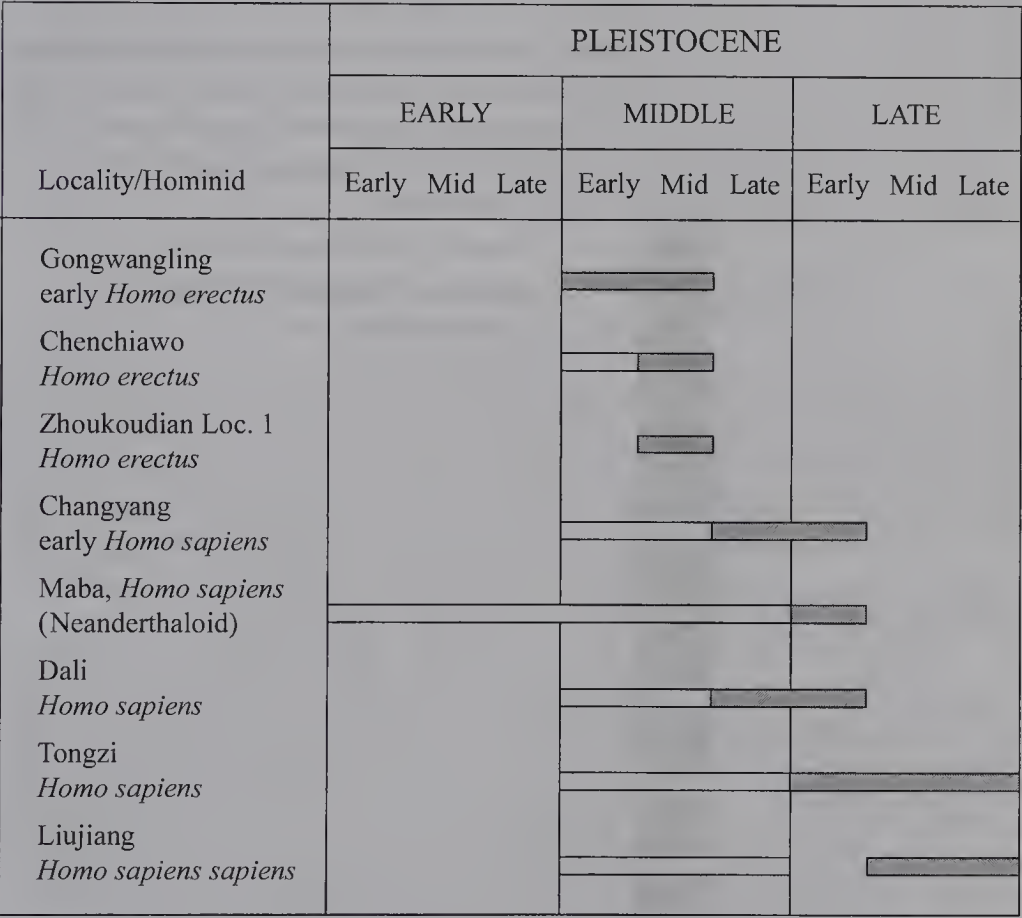 PLEISTOCENE
EARLY MIDDLE LATE
Locality/Hominid Early Mid Late Early Mid Late Early Mid Late
Gongwangling
early Homo erectus
Chenchiawo
Homo erectus
Zhoukoudian Loc. 1
Homo erectus
Changyang
early Homo sapiens
Maba, Homo sapiens
(Neanderthaloid)
Dali
Homo sapiens
Tongzi
Homo sapiens
Liujiang
Homo sapiens sapiens